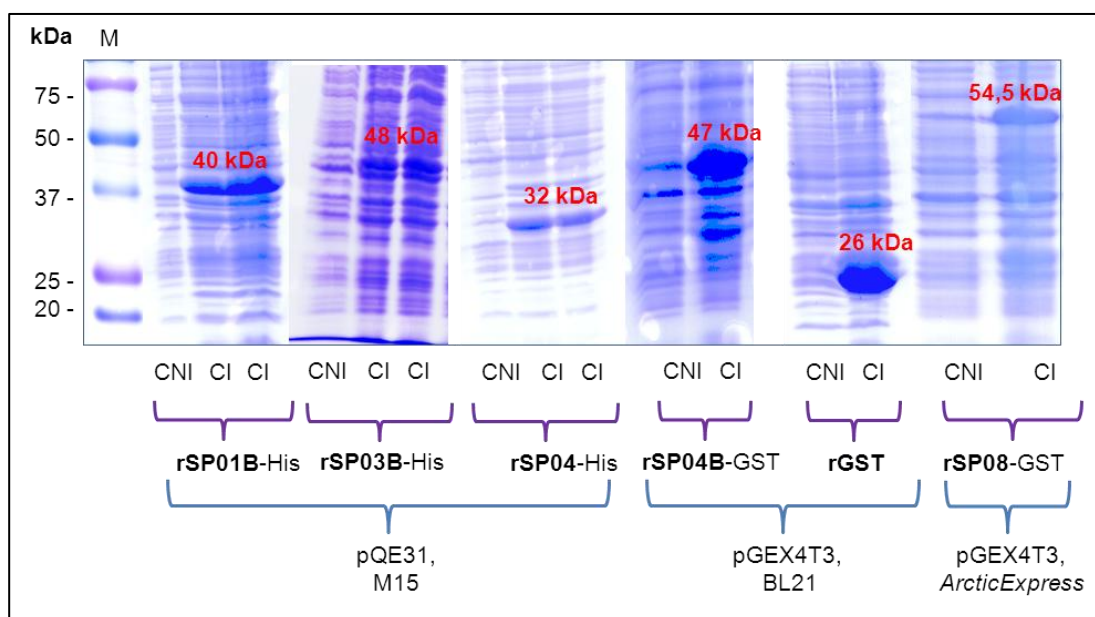 kDa M
75 -
50 -
37 -
25 -
20 -
40 kDa
48 kDa
32 kDa
47 kDa
26 kDa
54,5 kDa
CNI CI CI CNI CI CI CNI CI CI CNI CI CNI CI CNI CI
rSP01B-His rSP03B-His rSP04-His rSP04B-GST rGST rSP08-GST
pQE31, pGEX4T3, pGEX4T3,
M15 BL21 ArcticExpress